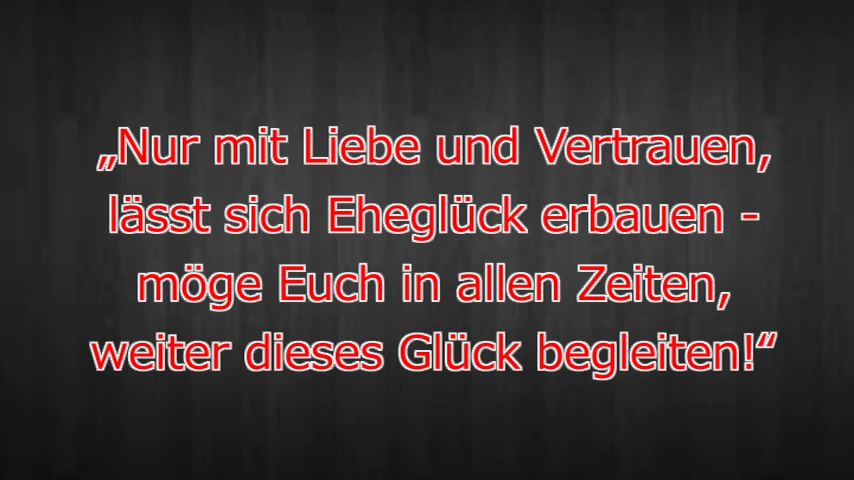 „Nur mit Liebe und Vertrauen,
lässt sich Eheglück erbauen -
möge Euch in allen Zeiten,
weiter dieses Glück begleiten!“